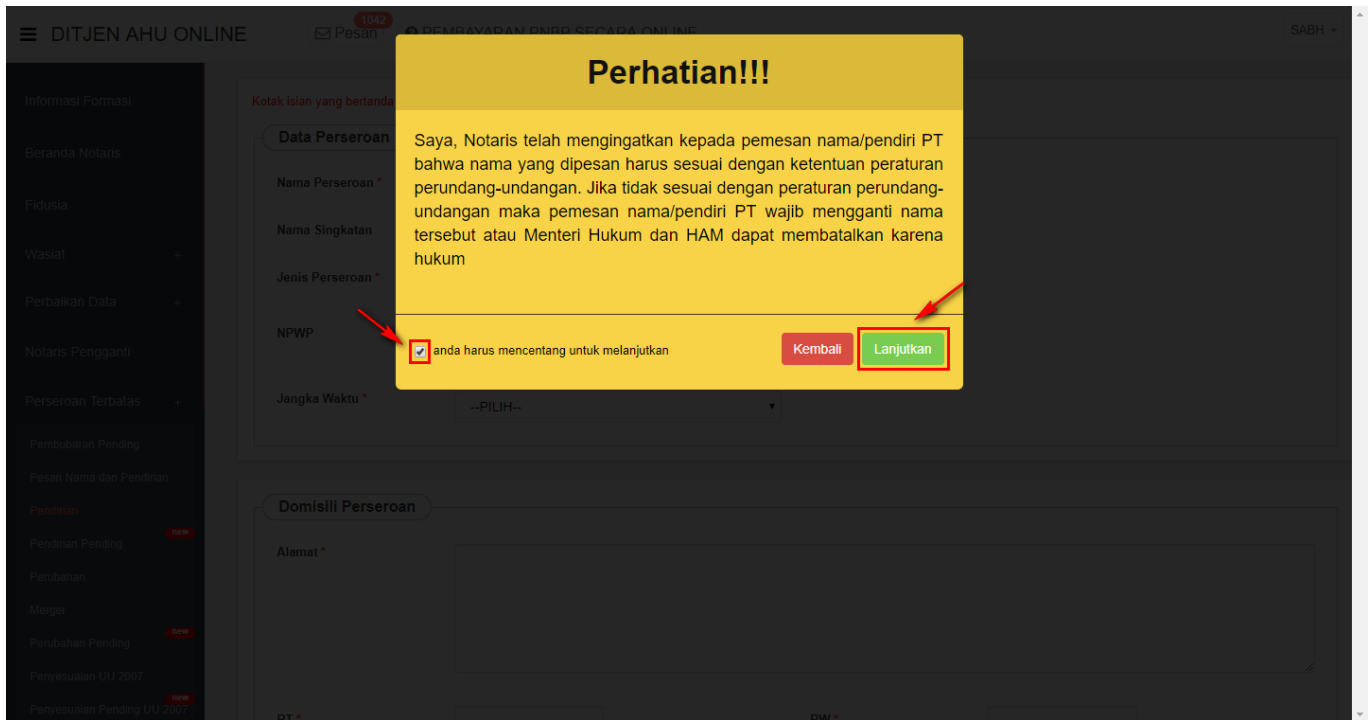 DITJEN AHU ONLINE
Pesan
1042
PEMBAYARAN PNBP SECARA ONLINE
SABH
Informasi Formasi
Beranda Notaris
Fidusia
Wasiat +
Perbaikan Data +
Notaris Pengganti
Perseroan Terbatas +
Pembubaran Pending
Pesan Nama dan Pendirian
Pendirian
Pendirian Pending new
Perubahan
Merger
Perubahan Pending new
Penyesuaian UU 2007
Penyesuaian Pending UU 2007 new
Kotak isian yang bertanda
Data Perseroan
Nama Perseroan *
Nama Singkatan
Jenis Perseroan *
NPWP
Jangka Waktu *
--PILIH--
Perhatian!!!
Saya, Notaris telah mengingatkan kepada pemesan nama/pendiri PT
bahwa nama yang dipesan harus sesuai dengan ketentuan peraturan
perundang-undangan. Jika tidak sesuai dengan peraturan perundang-
undangan maka pemesan nama/pendiri PT wajib mengganti nama
tersebut atau Menteri Hukum dan HAM dapat membatalkan karena
hukum
anda harus mencentang untuk melanjutkan
Kembali
Lanjutkan
Domisili Perseroan
Alamat *
RT *
RW *